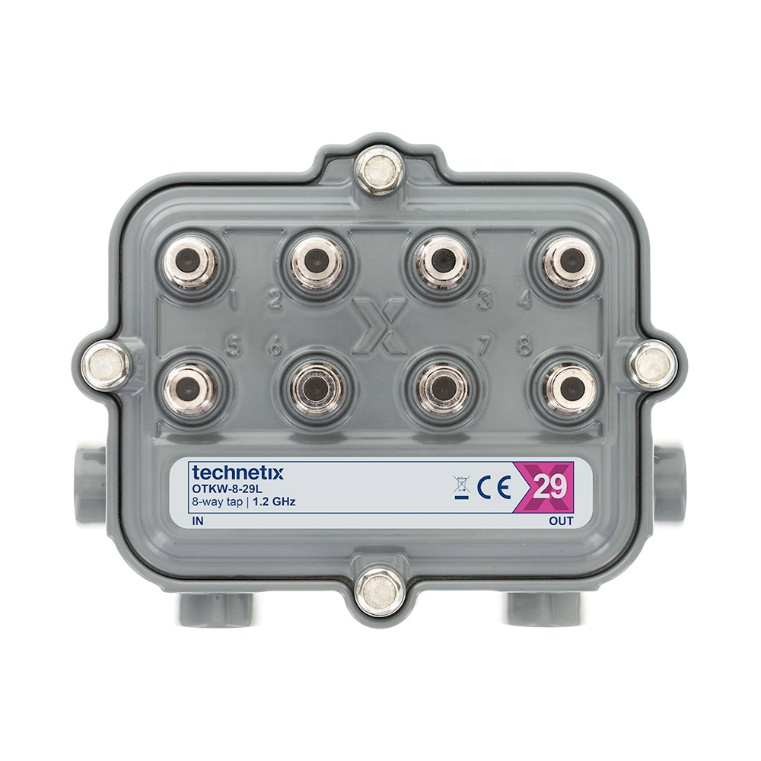 1 2 3 4
5 6 7 8
technetix
OTKW-8-29L
8-way tap | 1.2 GHz
CE X 29
IN OUT